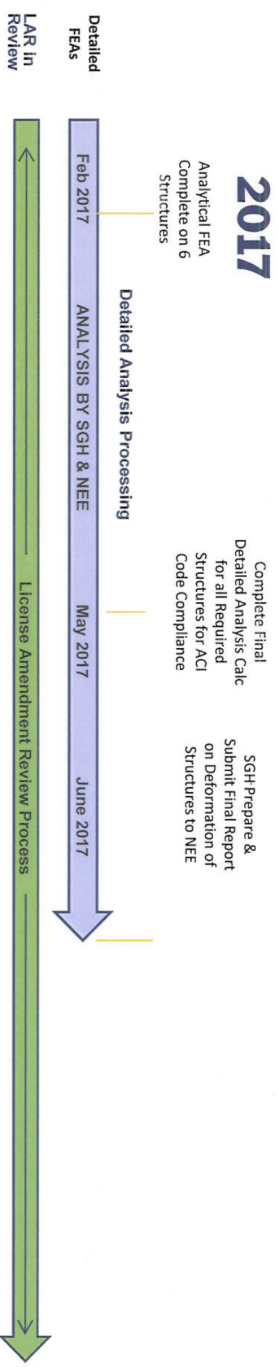 2017
Analytical FEA
Complete on 6
Structures
Complete Final
Detailed Analysis Calc
for all Required
Structures for ACI
Code Compliance
SGH Prepare &
Submit Final Report
on Deformation of
Structures to NEE
Detailed Analysis Processing
Detailed
FEAs
Feb 2017 ANALYSIS BY SGH & NEE May 2017 June 2017
LAR in
Review
License Amendment Review Process